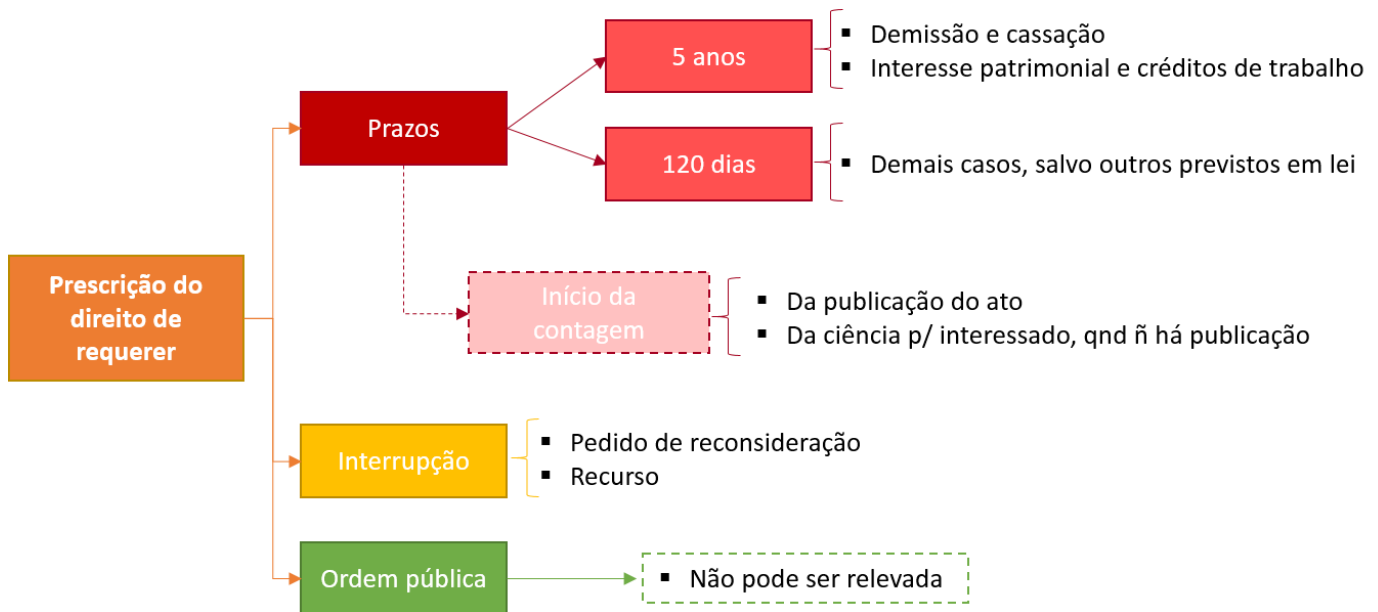 Prescrição do
direito de
requerer
Prazos
5 anos
▪ Demissão e cassação
▪ Interesse patrimonial e créditos de trabalho
120 dias
▪ Demais casos, salvo outros previstos em lei
Início da
contagem
▪ Da publicação do ato
▪ Da ciência p/ interessado, qnd ñ há publicação
Interrupção
▪ Pedido de reconsideração
▪ Recurso
Ordem pública
▪ Não pode ser relevada